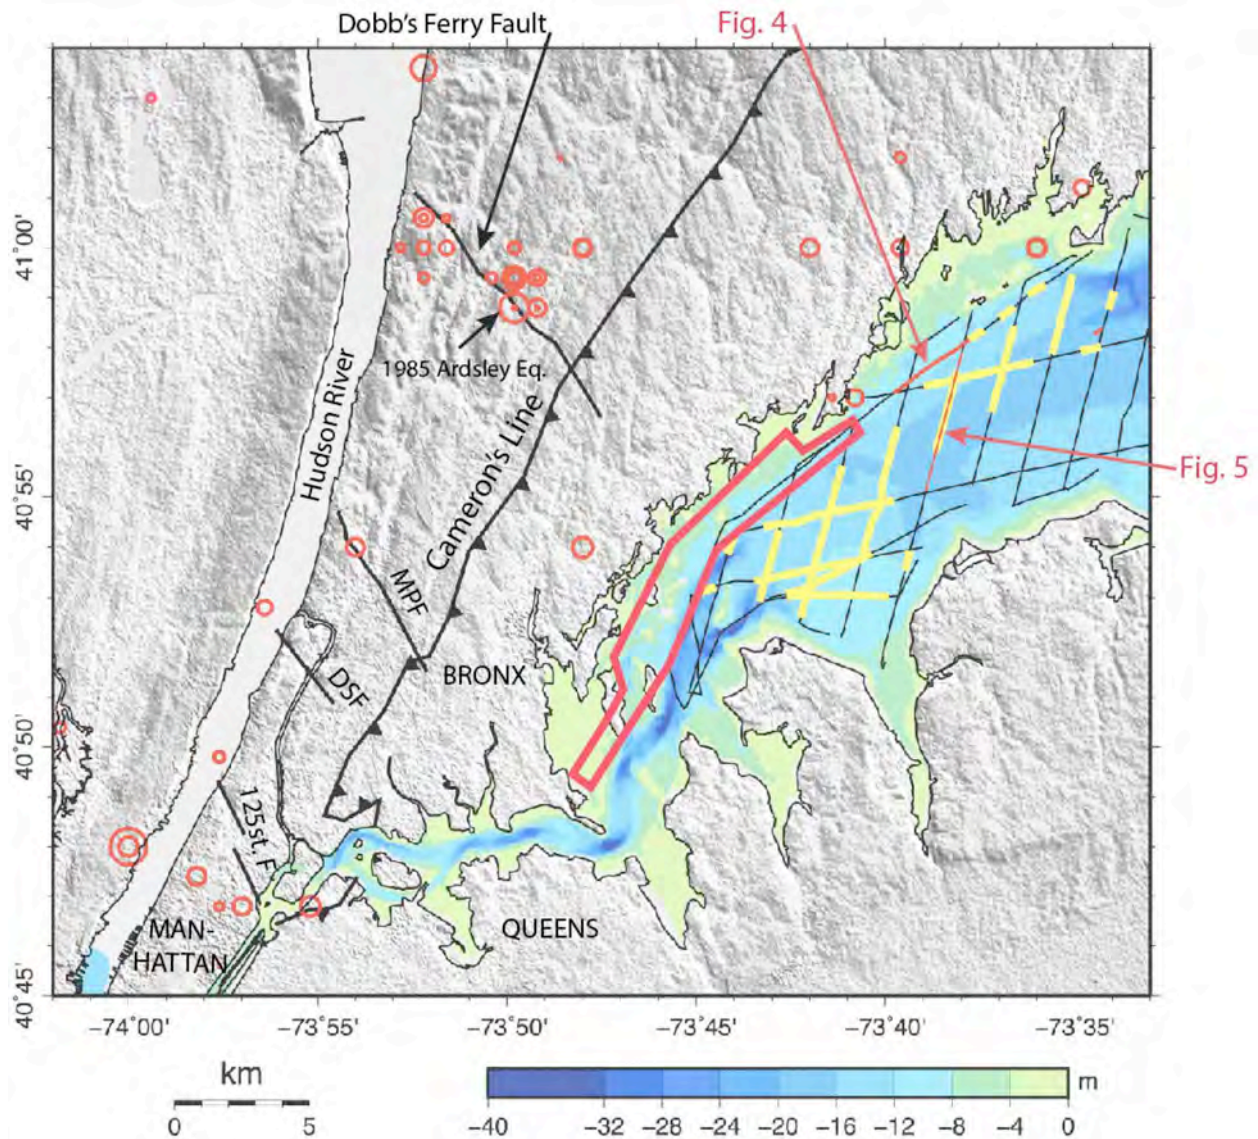 Dobb's Ferry Fault
Fig. 4
41°00'
1985 Ardsley Eq.
Hudson River
Cameron's Line
Fig. 5
40°55'
MPF
BRONX
DSF
40°50'
125st. F
MAN-
HATTAN
QUEENS
40°45'
−74°00' −73°55' −73°50' −73°45' −73°40' −73°35'
km
0 5
m
−40 −32 −28 −24 −20 −16 −12 −8 −4 0